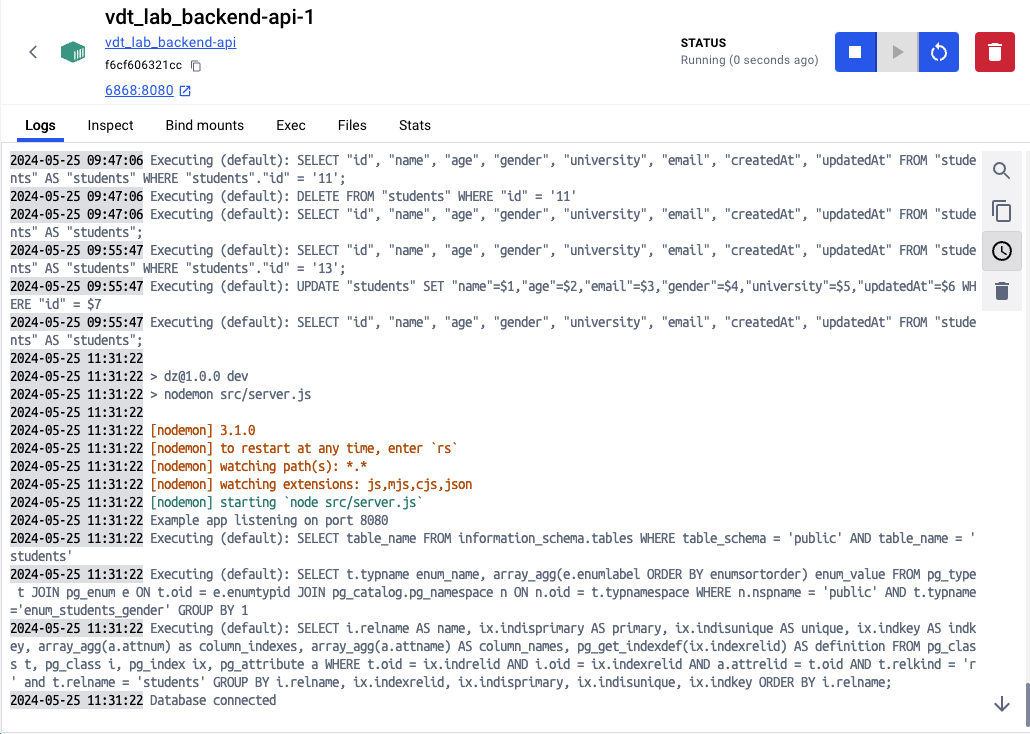 vdt_lab_backend-api-1
vdt_lab_backend-api
f6cf606321cc
6868:8080
STATUS
Running (0 seconds ago)
Logs
Inspect
Bind mounts
Exec
Files
Stats
2024-05-25 09:47:06 Executing (default): SELECT "id", "name", "age", "gender", "university", "email", "createdAt", "updatedAt" FROM "stude
nts" AS "students" WHERE "students"."id" = '11';
2024-05-25 09:47:06 Executing (default): DELETE FROM "students" WHERE "id" = '11'
2024-05-25 09:47:06 Executing (default): SELECT "id", "name", "age", "gender", "university", "email", "createdAt", "updatedAt" FROM "stude
nts" AS "students";
2024-05-25 09:55:47 Executing (default): SELECT "id", "name", "age", "gender", "university", "email", "createdAt", "updatedAt" FROM "stude
nts" AS "students" WHERE "students"."id" = '13';
2024-05-25 09:55:47 Executing (default): UPDATE "students" SET "name"=$1,"age"=$2,"email"=$3,"gender"=$4,"university"=$5,"updatedAt"=$6 WH
ERE "id" = $7
2024-05-25 09:55:47 Executing (default): SELECT "id", "name", "age", "gender", "university", "email", "createdAt", "updatedAt" FROM "stude
nts" AS "students";
2024-05-25 11:31:22
2024-05-25 11:31:22 > dz@1.0.0 dev
2024-05-25 11:31:22 > nodemon src/server.js
2024-05-25 11:31:22
2024-05-25 11:31:22 [nodemon] 3.1.0
2024-05-25 11:31:22 [nodemon] to restart at any time, enter `rs`
2024-05-25 11:31:22 [nodemon] watching path(s): *.*
2024-05-25 11:31:22 [nodemon] watching extensions: js,mjs,cjs,json
2024-05-25 11:31:22 [nodemon] starting `node src/server.js`
2024-05-25 11:31:22 Example app listening on port 8080
2024-05-25 11:31:22 Executing (default): SELECT table_name FROM information_schema.tables WHERE table_schema = 'public' AND table_name = '
students'
2024-05-25 11:31:22 Executing (default): SELECT t.typname enum_name, array_agg(e.enumlabel ORDER BY enumsortorder) enum_value FROM pg_type
t JOIN pg_enum e ON t.oid = e.enumtypid JOIN pg_catalog.pg_namespace n ON n.oid = t.typnamespace WHERE n.nspname = 'public' AND t.typname
='enum_students_gender' GROUP BY 1
2024-05-25 11:31:22 Executing (default): SELECT i.relname AS name, ix.indisprimary AS primary, ix.indisunique AS unique, ix.indkey AS indk
ey, array_agg(a.attnum) as column_indexes, array_agg(a.attname) AS column_names, pg_get_indexdef(ix.indexrelid) AS definition FROM pg_clas
s t, pg_class i, pg_index ix, pg_attribute a WHERE t.oid = ix.indrelid AND i.oid = ix.indexrelid AND a.attrelid = t.oid AND t.relkind = 'r
' and t.relname = 'students' GROUP BY i.relname, ix.indexrelid, ix.indisprimary, ix.indisunique, ix.indkey ORDER BY i.relname;
2024-05-25 11:31:22 Database connected